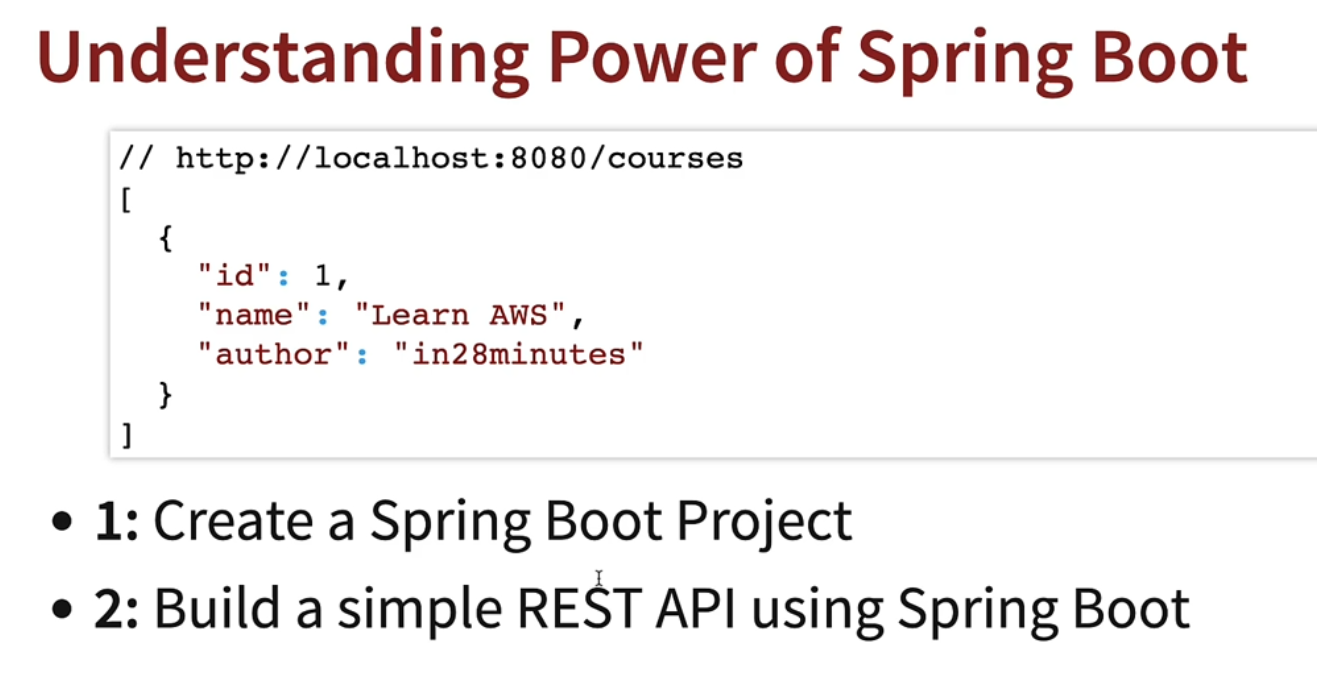 Understanding Power of Spring Boot
// http://localhost:8080/courses
[
  {
    "id": 1,
    "name": "Learn AWS",
    "author": "in28minutes"
  }
]
• 1: Create a Spring Boot Project
• 2: Build a simple REST API using Spring Boot